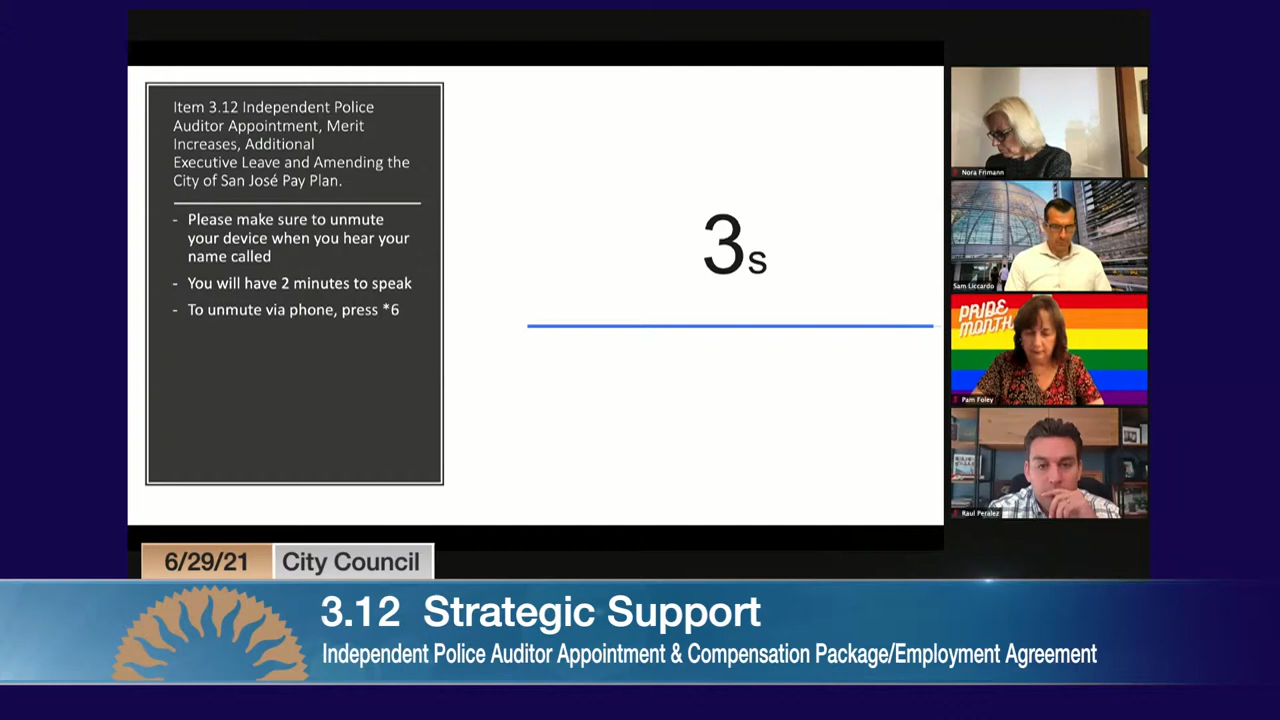 Item 3.12 Independent Police
Auditor Appointment, Merit
Increases, Additional
Executive Leave and Amending the
City of San José Pay Plan.
- Please make sure to unmute
your device when you hear your
name called
- You will have 2 minutes to speak
- To unmute via phone, press *6
3s
Nora Frimann
Sam Liccardo
PRIDE
MONTH
Pam Foley
Raul Peralez
6/29/21 City Council
3.12 Strategic Support
Independent Police Auditor Appointment & Compensation Package/Employment Agreement